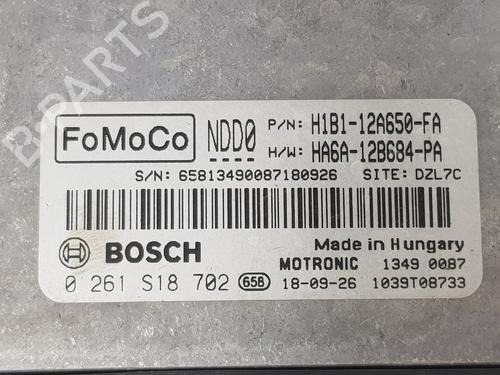 B-PARTS
FoMoCo NDD0 P/N: H1B1-12A650-FA
H/W: HA6A-12B684-PA
S/N: 65813490087180926 SITE: DZL7C
BOSCH Made in Hungary
MOTRONIC 1349 0087
0 261 S18 702 658 18-09-26 1039T08733